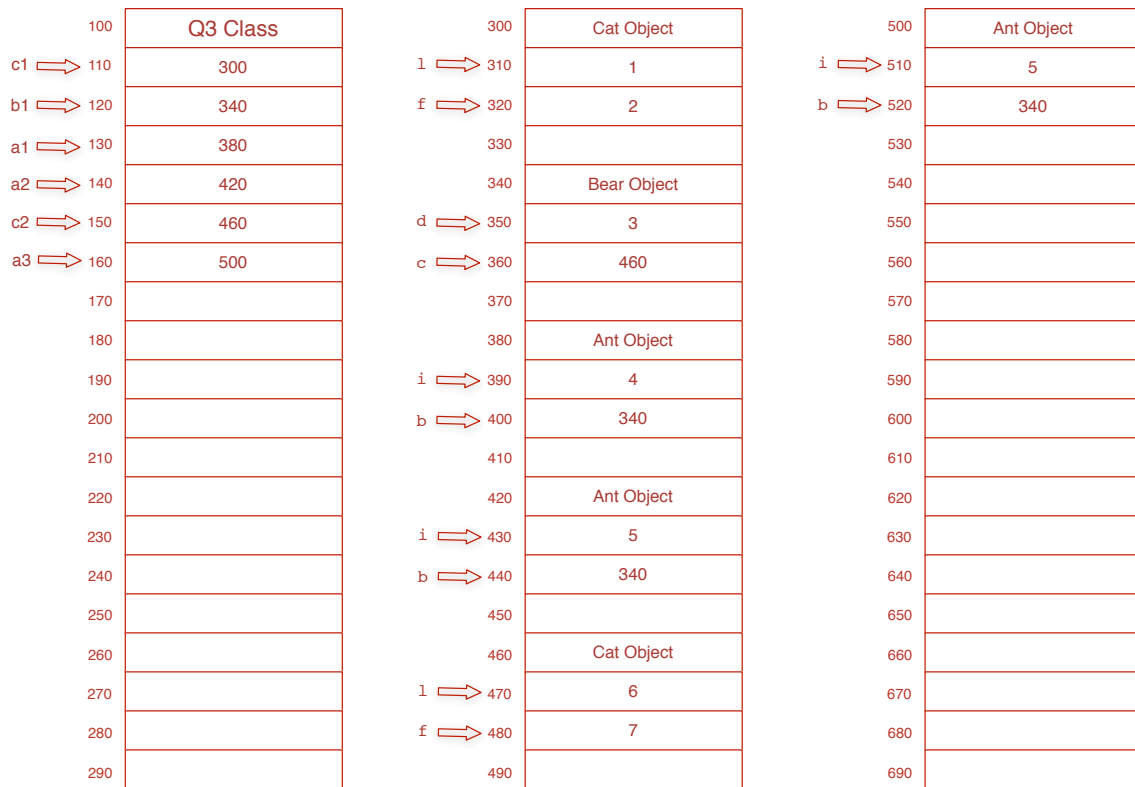 100 Q3 Class 300 Cat Object 500 Ant Object
c1 110 300 l 310 1 i 510 5
b1 120 340 f 320 2 b 520 340
a1 130 380 330 530
a2 140 420 340 Bear Object 540
c2 150 460 d 350 3 550
a3 160 500 c 360 460 560
170 370 570
180 380 Ant Object 580
190 i 390 4 590
200 b 400 340 600
210 410 610
220 420 Ant Object 620
230 i 430 5 630
240 b 440 340 640
250 450 650
260 460 Cat Object 660
270 l 470 6 670
280 f 480 7 680
290 490 690